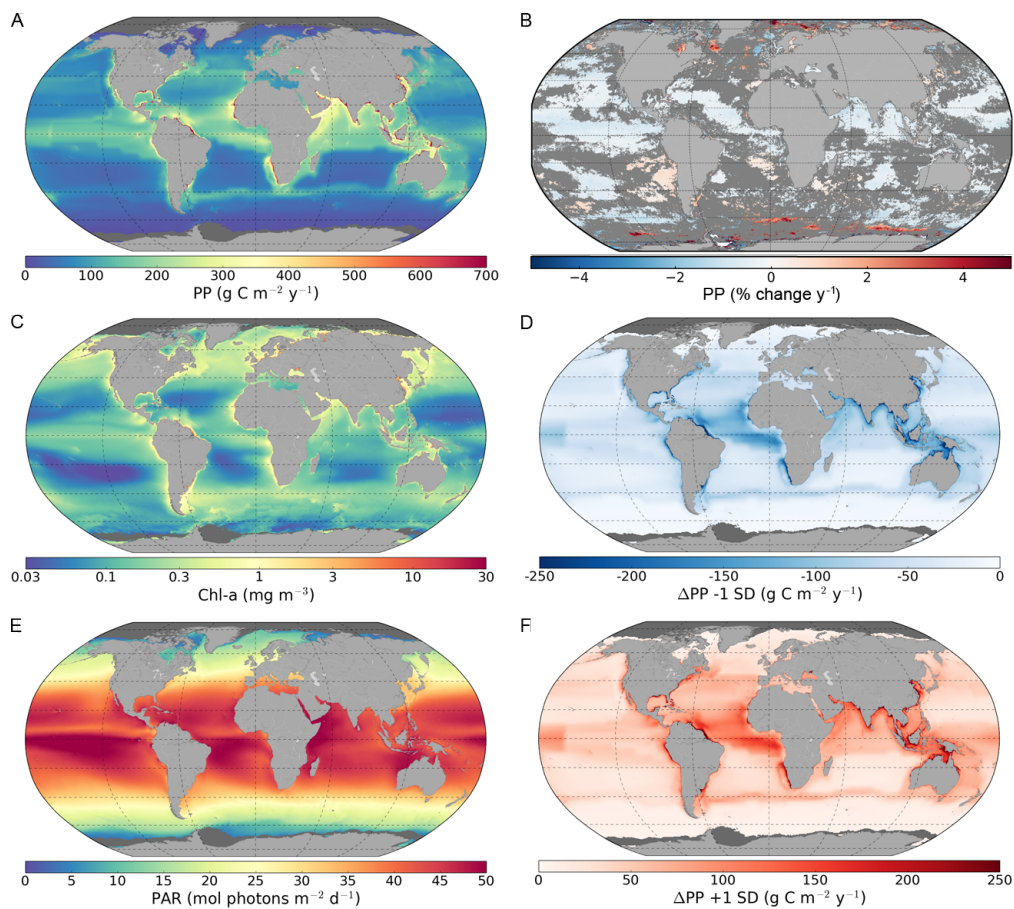 A
B
0 100 200 300 400 500 600 700
PP (g C m⁻² y⁻¹)
−4 −2 0 2 4
PP (% change y⁻¹)
C
D
0.03 0.1 0.3 1 3 10 30
Chl-a (mg m⁻³)
-250 -200 -150 -100 -50 0
ΔPP -1 SD (g C m⁻² y⁻¹)
E
F
0 5 10 15 20 25 30 35 40 45 50
PAR (mol photons m⁻² d⁻¹)
0 50 100 150 200 250
ΔPP +1 SD (g C m⁻² y⁻¹)